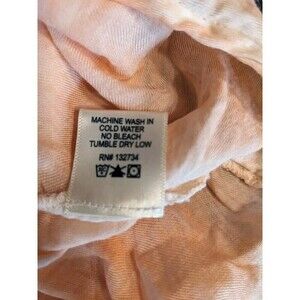 MACHINE WASH IN
COLD WATER
NO BLEACH
TUMBLE DRY LOW
RN# 132734